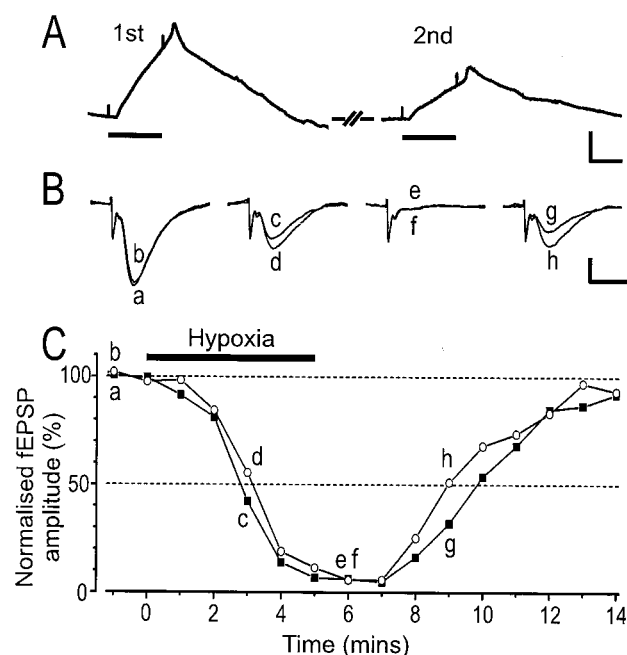 A
1st
2nd
B
b
a
c
d
e
f
g
h
C
Hypoxia
b
a
d
c
e f
h
g
100
50
0
Normalised fEPSP
amplitude (%)
0 2 4 6 8 10 12 14
Time (mins)